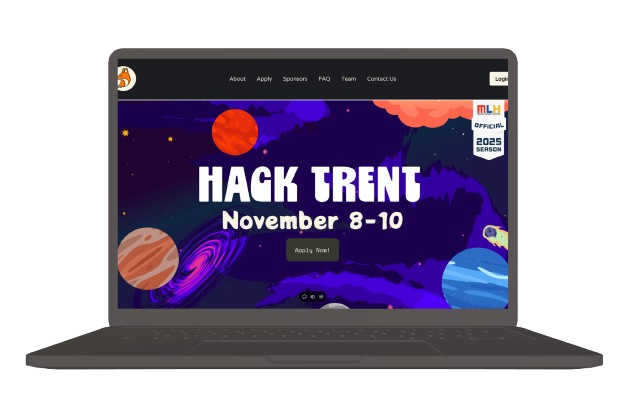 About Apply Sponsors FAQ Team Contact Us
Login
MLH
OFFICIAL
2025
SEASON
HACK TRENT
November 8-10
Apply Now!